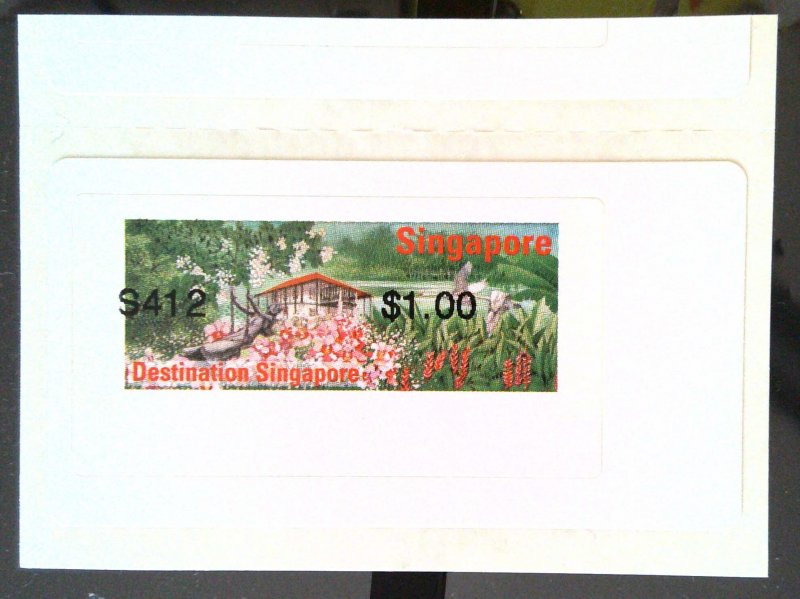 Singapore
S412 $1.00
Destination Singapore